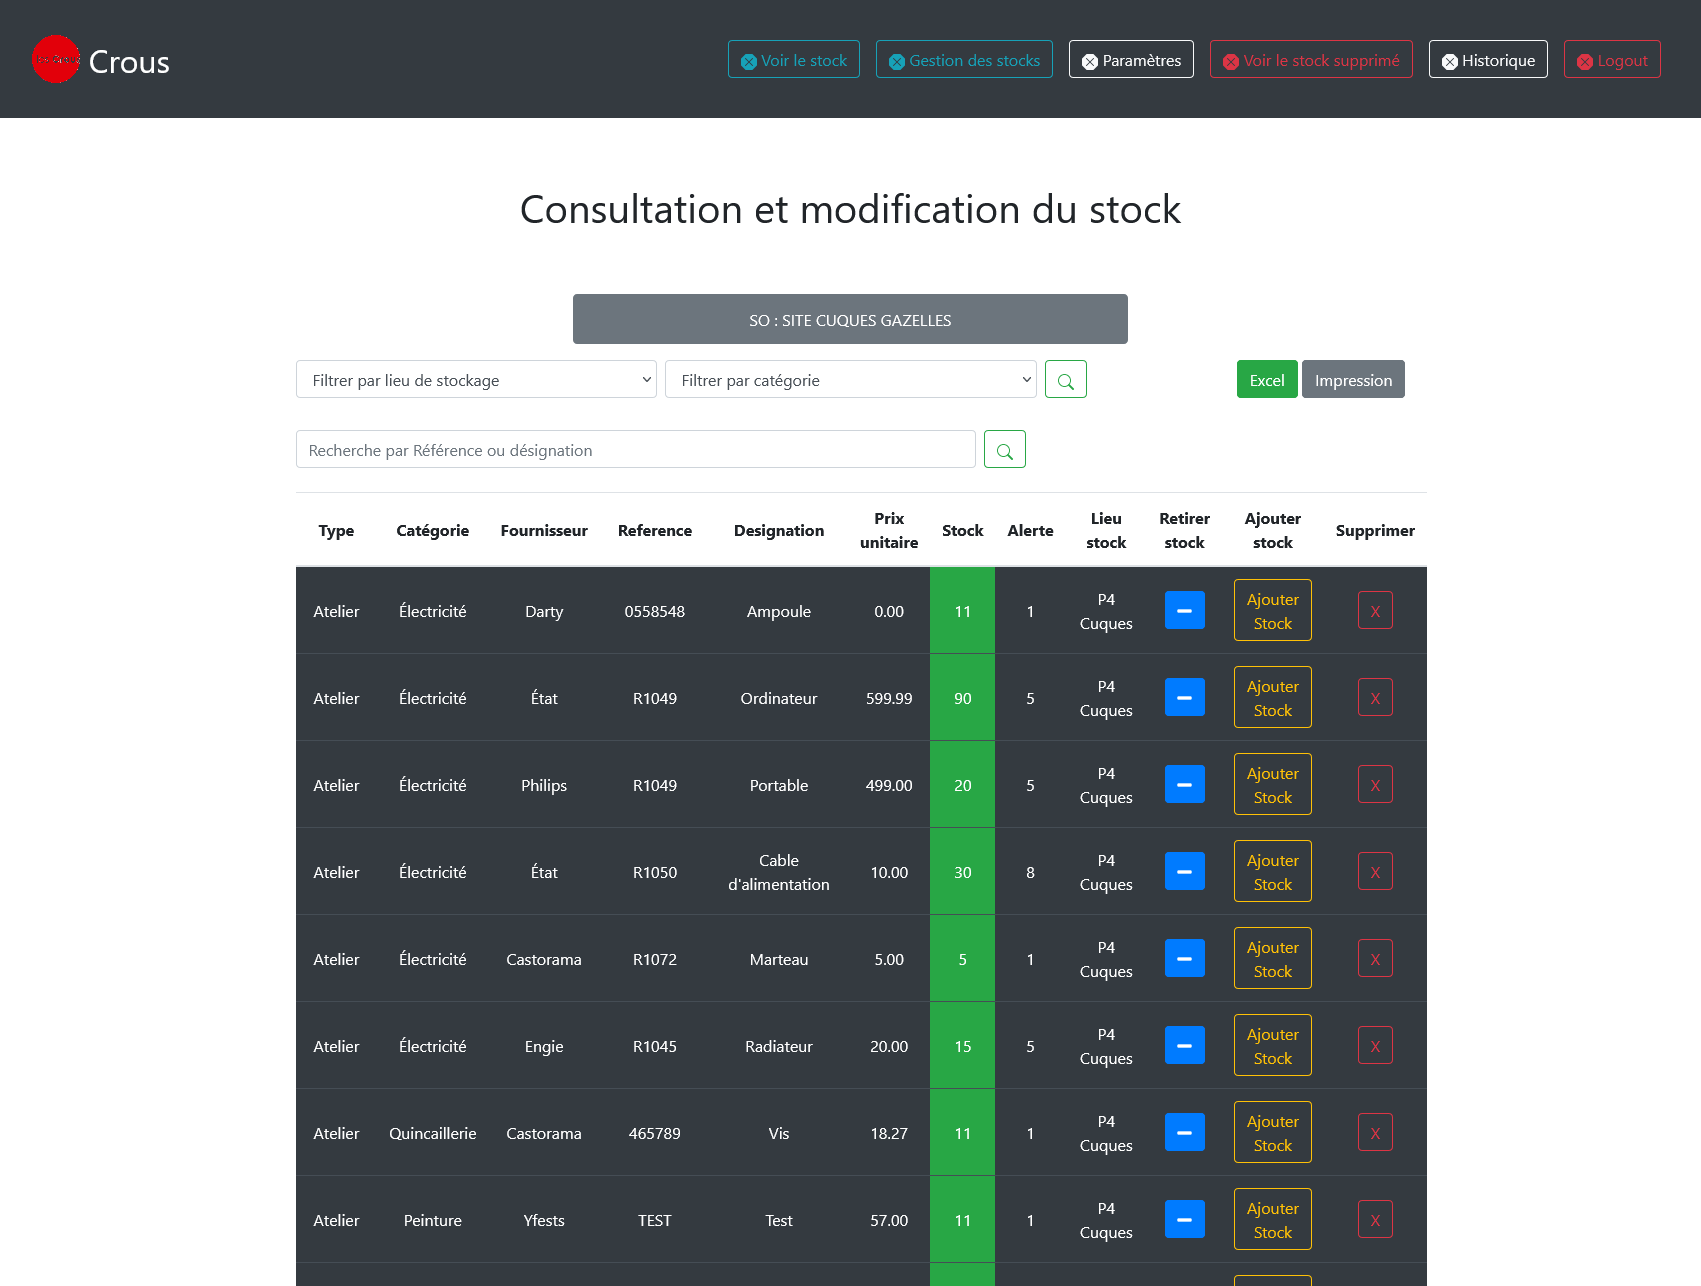 Crous
Voir le stock
Gestion des stocks
Paramètres
Voir le stock supprimé
Historique
Logout
Consultation et modification du stock
SO : SITE CUQUES GAZELLES
Filtrer par lieu de stockage
Filtrer par catégorie
Excel
Impression
Recherche par Référence ou désignation
Type Catégorie Fournisseur Reference Designation Prix unitaire Stock Alerte Lieu stock Retirer stock Ajouter stock Supprimer
Atelier Électricité Darty 0558548 Ampoule 0.00 11 1 P4 Cuques Ajouter Stock X
Atelier Électricité État R1049 Ordinateur 599.99 90 5 P4 Cuques Ajouter Stock X
Atelier Électricité Philips R1049 Portable 499.00 20 5 P4 Cuques Ajouter Stock X
Atelier Électricité État R1050 Cable d'alimentation 10.00 30 8 P4 Cuques Ajouter Stock X
Atelier Électricité Castorama R1072 Marteau 5.00 5 1 P4 Cuques Ajouter Stock X
Atelier Électricité Engie R1045 Radiateur 20.00 15 5 P4 Cuques Ajouter Stock X
Atelier Quincaillerie Castorama 465789 Vis 18.27 11 1 P4 Cuques Ajouter Stock X
Atelier Peinture Yfests TEST Test 57.00 11 1 P4 Cuques Ajouter Stock X